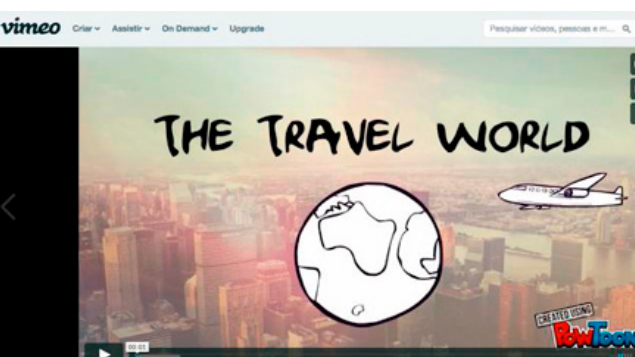 vimeo Criar Assistir On Demand Upgrade Pesquisar vídeos, pessoas e m...
THE TRAVEL WORLD
CREATED USING
POWTOON
00:01